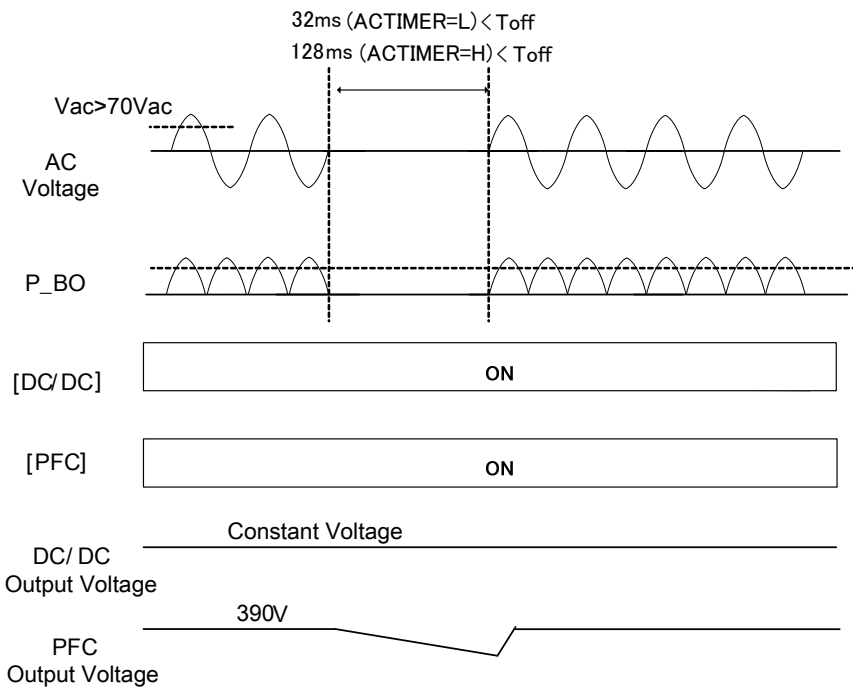 32ms (ACTIMER=L)<Toff
128ms (ACTIMER=H)<Toff
Vac>70Vac
AC
Voltage
P_BO
[DC/DC]
ON
[PFC]
ON
Constant Voltage
DC/ DC
Output Voltage
390V
PFC
Output Voltage